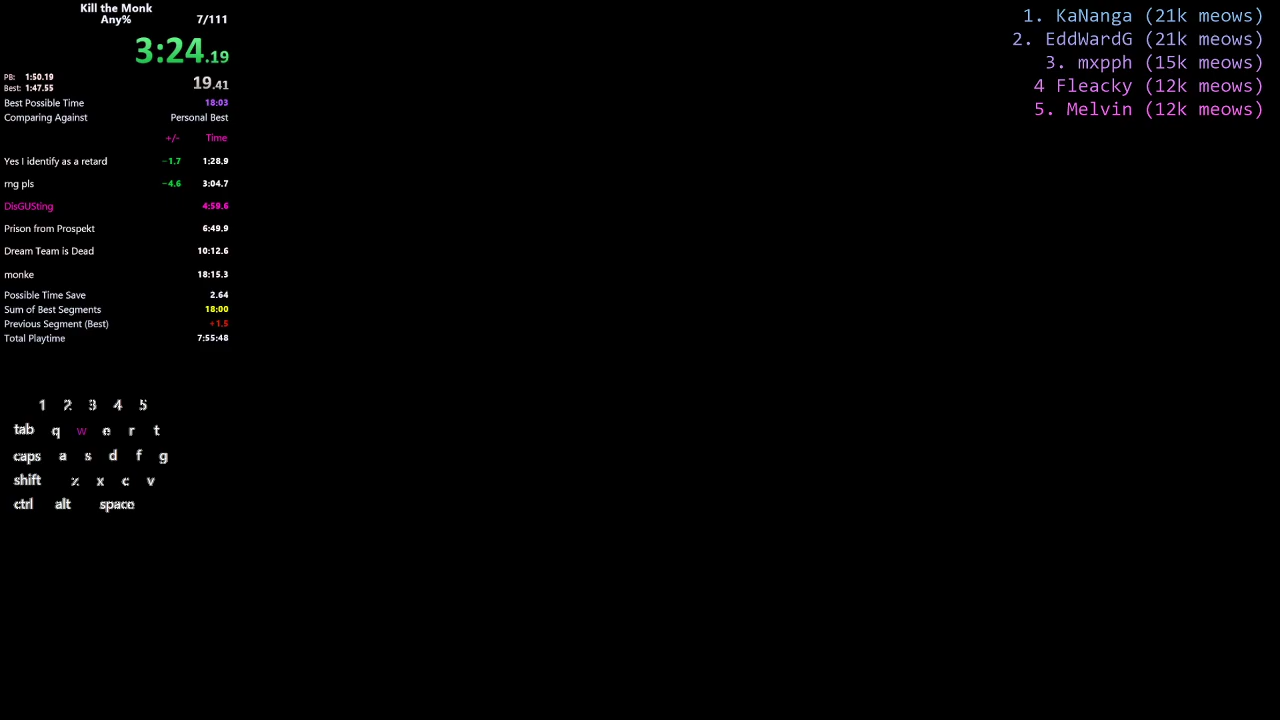 Kill the Monk
Any% 7/111
3:24.19
PB: 1:50.19
Best: 1:47.55
19.41
Best Possible Time 18:03
Comparing Against Personal Best
+/- Time
Yes I identify as a retard −1.7 1:28.9
rng pls −4.6 3:04.7
DisGUSting 4:59.6
Prison from Prospekt 6:49.9
Dream Team is Dead 10:12.6
monke 18:15.3
Possible Time Save 2.64
Sum of Best Segments 18:00
Previous Segment (Best) +1.5
Total Playtime 7:55:48
1 2 3 4 5
tab q w e r t
caps a s d f g
shift z x c v
ctrl alt space
1. KaNanga (21k meows)
2. EddWardG (21k meows)
3. mxpph (15k meows)
4 Fleacky (12k meows)
5. Melvin (12k meows)